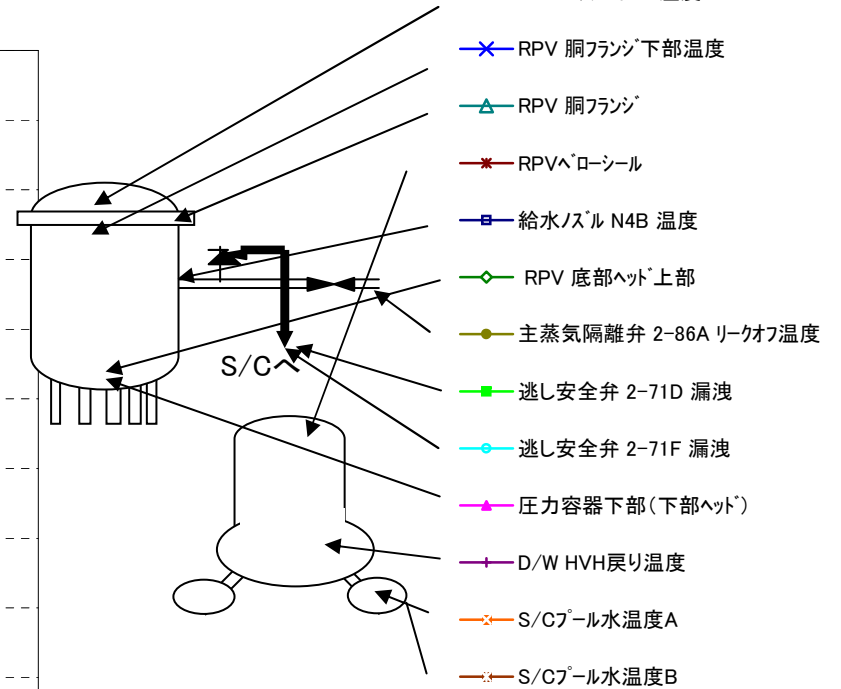 RPV 胴フランジ下部温度
RPV 胴フランジ
RPVベローシール
給水ノズル N4B 温度
RPV 底部ヘッド上部
主蒸気隔離弁 2-86A リークオフ温度
逃し安全弁 2-71D 漏洩
逃し安全弁 2-71F 漏洩
圧力容器下部(下部ヘッド)
D/W HVH戻り温度
S/Cプール水温度A
S/Cプール水温度B
S/Cへ